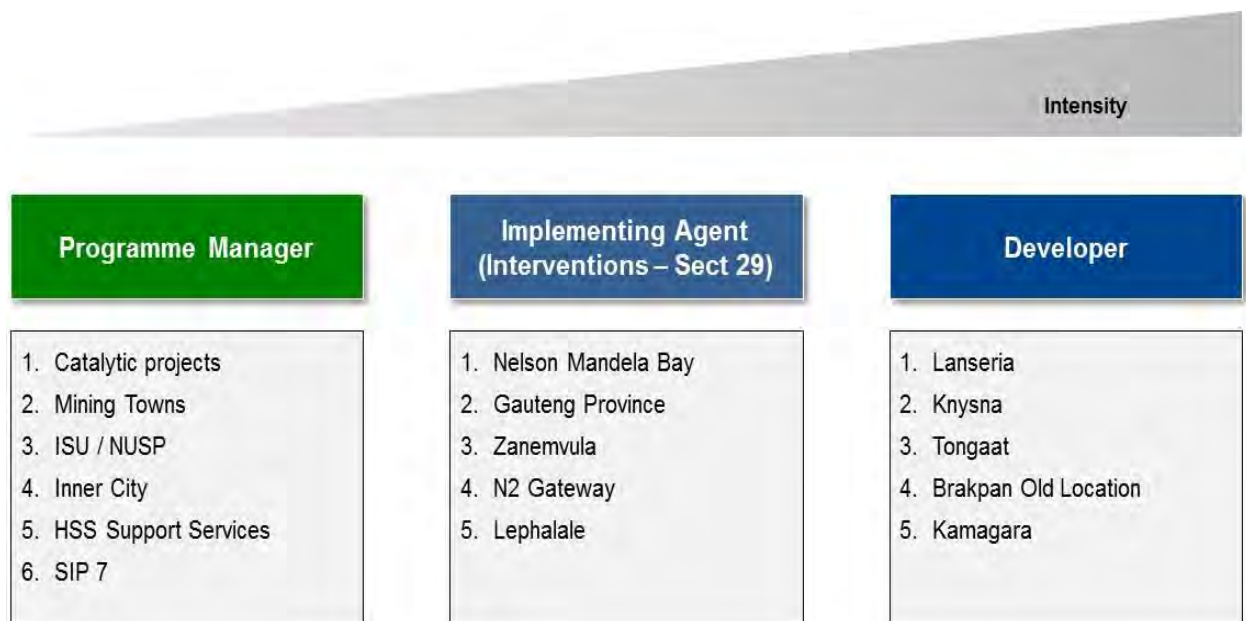 Intensity
Programme Manager
Implementing Agent
(Interventions – Sect 29)
Developer
1. Catalytic projects
2. Mining Towns
3. ISU / NUSP
4. Inner City
5. HSS Support Services
6. SIP 7
1. Nelson Mandela Bay
2. Gauteng Province
3. Zanemvula
4. N2 Gateway
5. Lephalale
1. Lanseria
2. Knysna
3. Tongaat
4. Brakpan Old Location
5. Kamagara